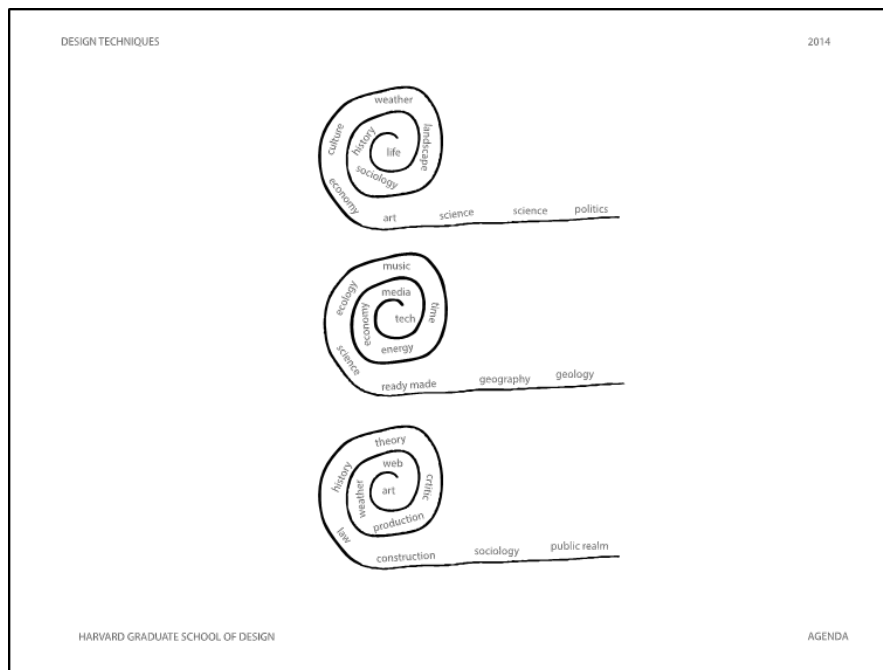 DESIGN TECHNIQUES
2014
weather
culture
history
landscape
life
sociology
economy
art
science
science
politics
music
ecology
media
time
economy
tech
energy
science
ready made
geography
geology
theory
history
web
crtitic
weather
art
production
law
construction
sociology
public realm
HARVARD GRADUATE SCHOOL OF DESIGN
AGENDA